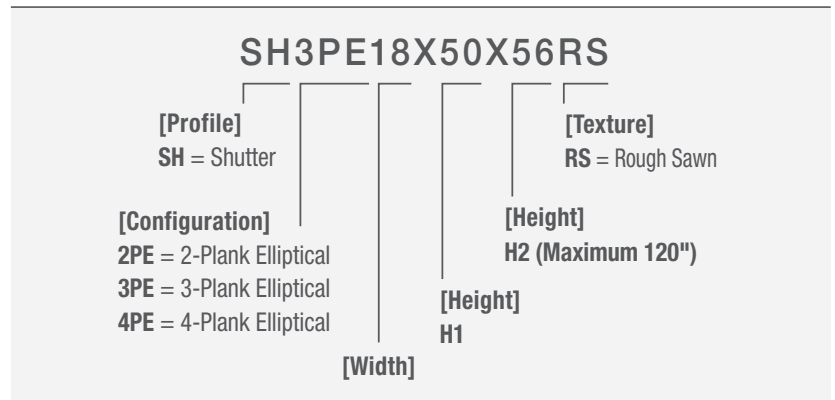 SH3PE18X50X56RS
[Profile]
SH = Shutter
[Texture]
RS = Rough Sawn
[Configuration]
2PE = 2-Plank Elliptical
3PE = 3-Plank Elliptical
4PE = 4-Plank Elliptical
[Height]
H2 (Maximum 120")
[Height]
H1
[Width]